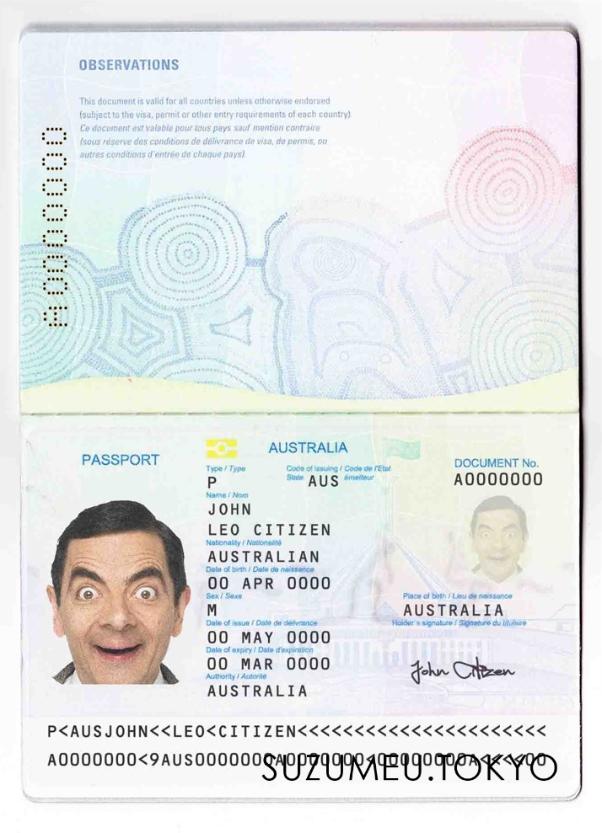 OBSERVATIONS
This document is valid for all countries unless otherwise endorsed
(subject to the visa, permit or other entry requirements of each country)
Ce document est valable pour tous pays sauf mention contraire
(sous réserve des conditions de délivrance de visa, de permis, ou
autres conditions d'entrée de chaque pays).
A0000000
PASSPORT
AUSTRALIA
DOCUMENT No.
A0000000
Type / Type
P
Code of issuing / Code de l'Etat
State AUS émetteur
Name / Nom
JOHN
LEO CITIZEN
Nationality / Nationalité
AUSTRALIAN
Date of birth / Date de naissance
00 APR 0000
Sex / Sexe
M
Place of birth / Lieu de naissance
AUSTRALIA
Date of issue / Date de délivrance
00 MAY 0000
Holder's signature / Signature du titulaire
John Citizen
Date of expiry / Date d'expiration
00 MAR 0000
Authority / Autorité
AUSTRALIA
P<AUSJOHN<<LEO<CITIZEN<<<<<<<<<<<<<<<<<<<<<<
A0000000<9AUS
SUZUMEU.TOKYO